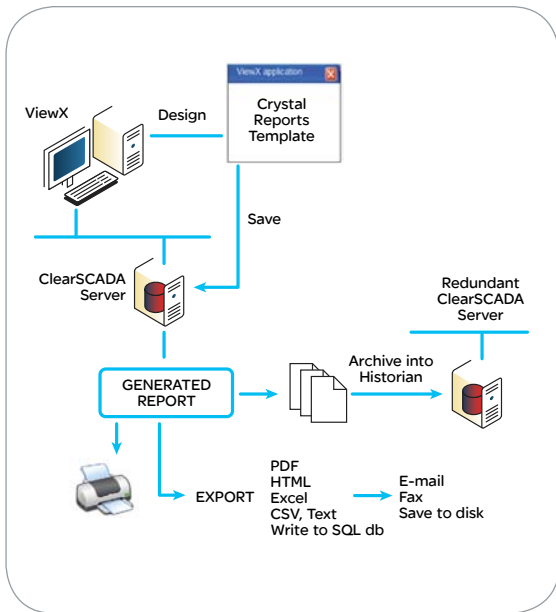 ViewX application
Crystal
Reports
Template
ViewX
Design
Save
ClearSCADA
Server
Redundant
ClearSCADA
Server
GENERATED
REPORT
Archive into
Historian
EXPORT
PDF
HTML
Excel
CSV, Text
Write to SQL db
E-mail
Fax
Save to disk